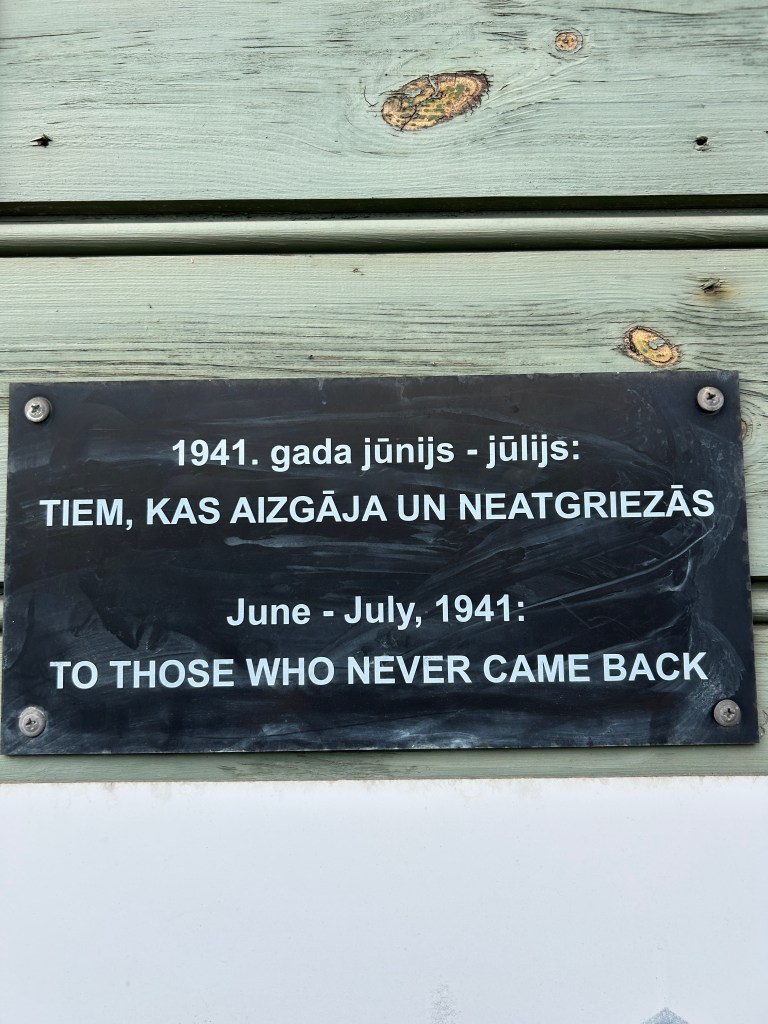 1941. gada jūnijs - jūlijs:
TIEM, KAS AIZGĀJA UN NEATGRIEZĀS
June - July, 1941:
TO THOSE WHO NEVER CAME BACK